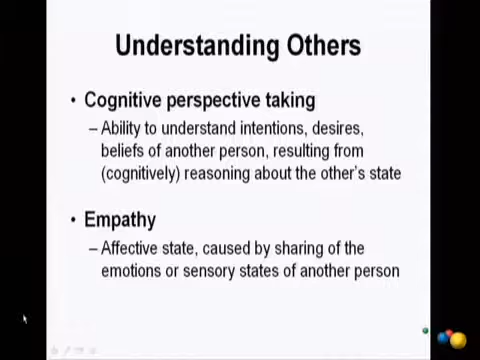 Understanding Others
• Cognitive perspective taking
– Ability to understand intentions, desires,
beliefs of another person, resulting from
(cognitively) reasoning about the other's state
• Empathy
– Affective state, caused by sharing of the
emotions or sensory states of another person